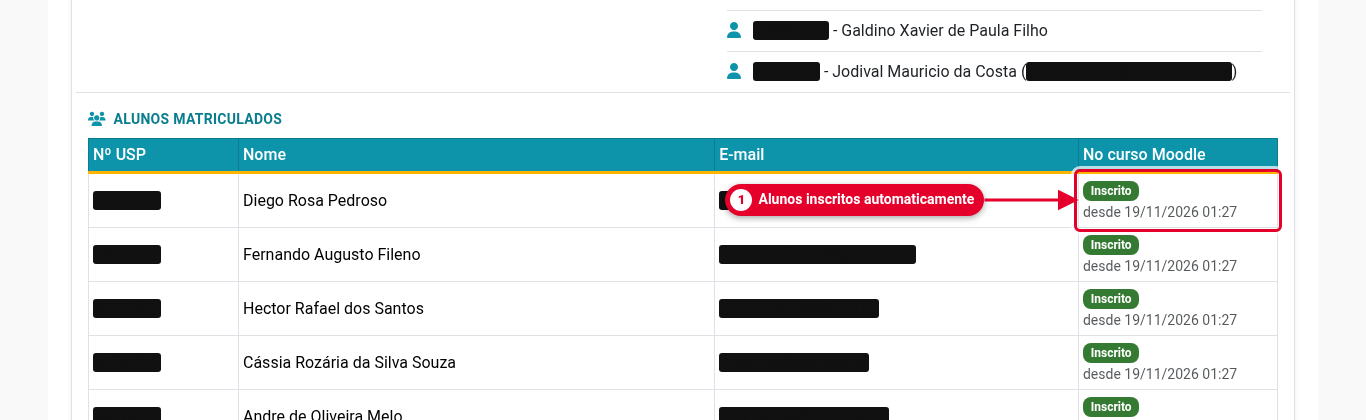 - Galdino Xavier de Paula Filho
- Jodival Mauricio da Costa ()
ALUNOS MATRICULADOS
Nº USP Nome E-mail No curso Moodle
Diego Rosa Pedroso 1 Alunos inscritos automaticamente Inscrito
desde 19/11/2026 01:27
Fernando Augusto Fileno Inscrito
desde 19/11/2026 01:27
Hector Rafael dos Santos Inscrito
desde 19/11/2026 01:27
Cássia Rozária da Silva Souza Inscrito
desde 19/11/2026 01:27
Andre de Oliveira Melo Inscrito